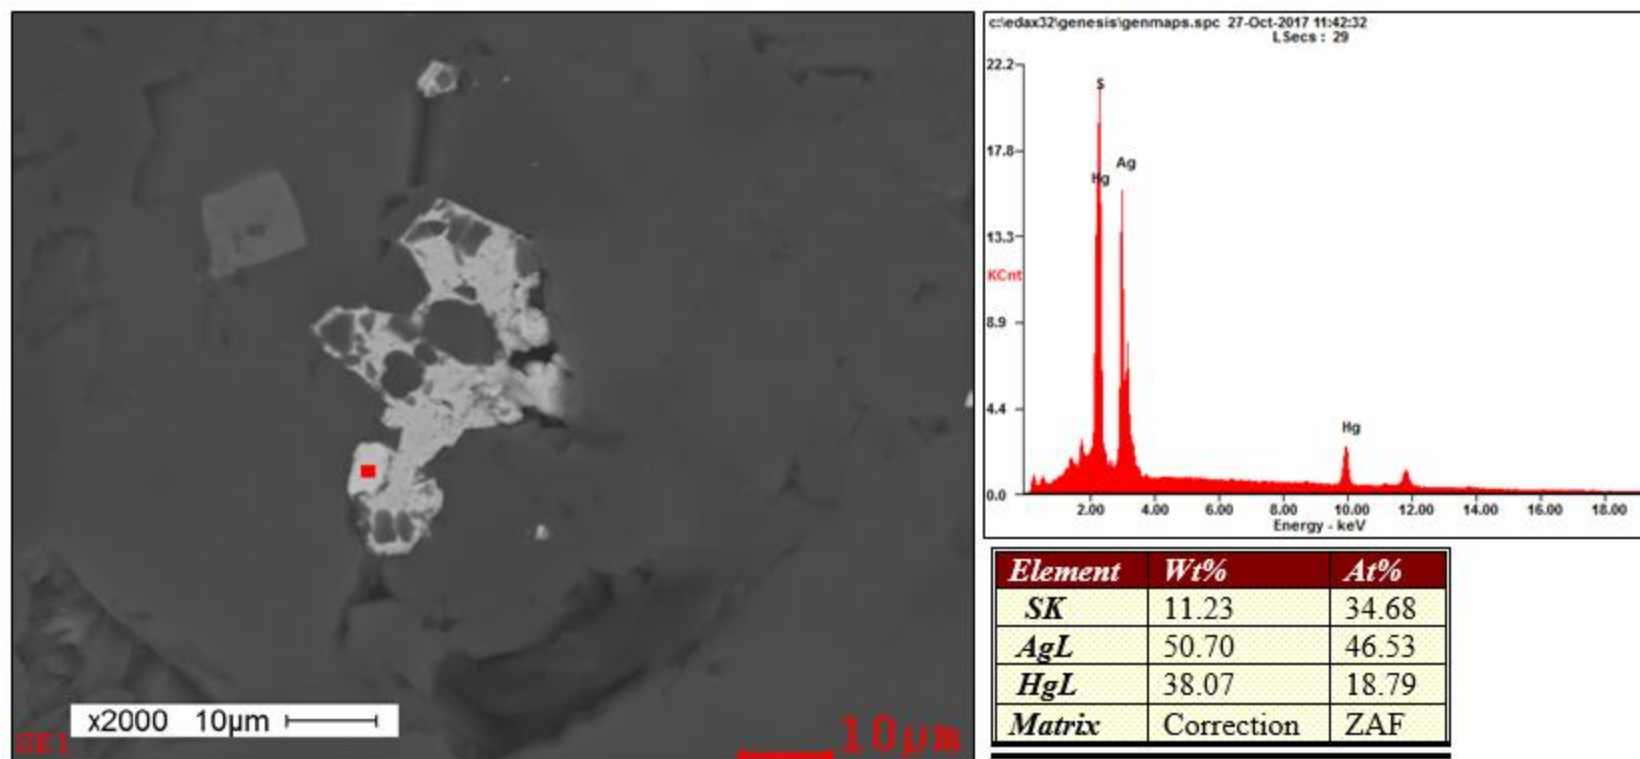 c:\edax32\genesis\genmaps.spc 27-Oct-2017 11:42:32
LSecs : 29
22.2
17.8
13.3
KCnt
8.9
4.4
0.0
S
Hg
Ag
Hg
2.00 4.00 6.00 8.00 10.00 12.00 14.00 16.00 18.00
Energy - keV
x2000 10µm
SE1
10µm
Element Wt% At%
SK 11.23 34.68
AgL 50.70 46.53
HgL 38.07 18.79
Matrix Correction ZAF